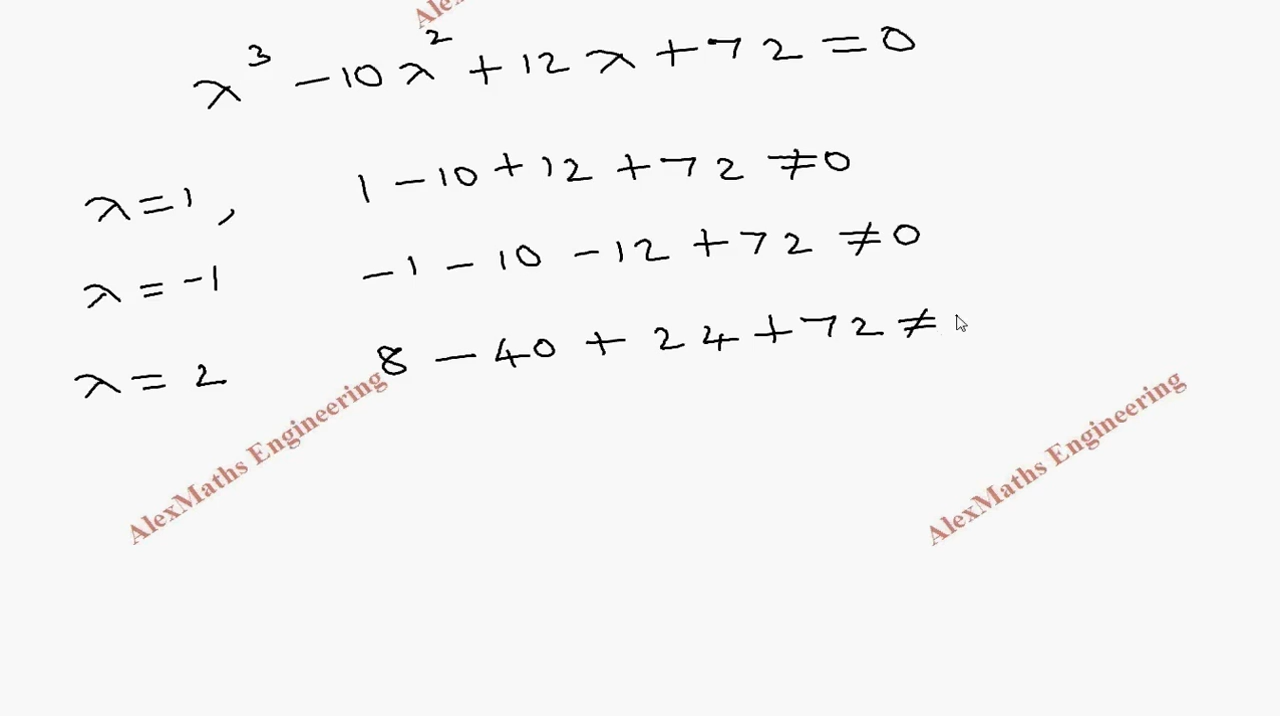 Ale
λ³ − 10λ² + 12λ + 72 = 0
λ = 1, 1 − 10 + 12 + 72 ≠ 0
λ = −1 −1 − 10 − 12 + 72 ≠ 0
λ = 2 8 − 40 + 24 + 72 ≠
AlexMaths Engineering
AlexMaths Engineering